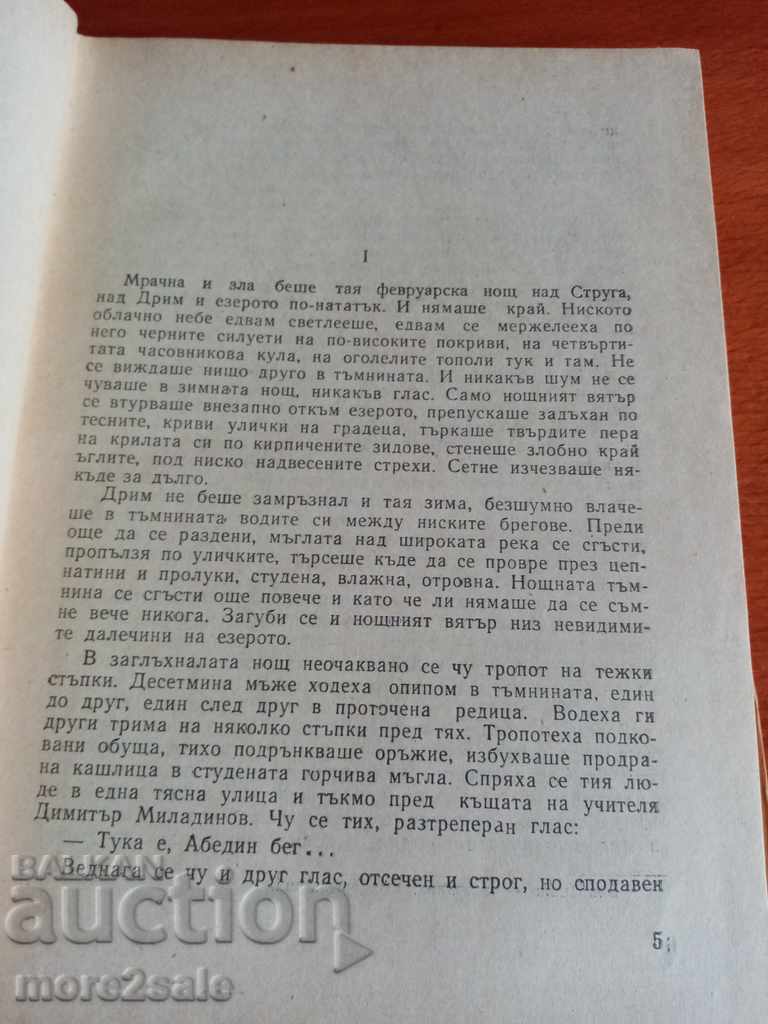 I
Мрачна и зла беше тая февруарска нощ над Струга,
над Дрим и езерото по-нататък. И нямаше край. Ниското
облачно небе едвам светлееше, едвам се мержелееха по
него черните силуети на по-високите покриви, на четвърти-
тата часовникова кула, на оголелите тополи тук и там. Не
се виждаше нищо друго в тъмнината. И никакъв шум не се
чуваше в зимната нощ, никакъв глас. Само нощният вятър
се втурваше внезапно откъм езерото, препускаше задъхан по
тесните, криви улички на градеца, търкаше твърдите пера
на крилата си по кирпичените зидове, стенеше злобно край
ъглите, под ниско надвесените стрехи. Сетне изчезваше ня-
къде за дълго.
Дрим не беше замръзнал и тая зима, безшумно влаче-
ше в тъмнината водите си между ниските брегове. Преди
още да се раздени, мъглата над широката река се сгъсти,
пропълзя по уличките, търсеше къде да се провре през цеп-
натини и пролуки, студена, влажна, отровна. Нощната тъм-
нина се сгъсти още повече и като че ли нямаше да се съм-
не вече никога. Загуби се и нощният вятър низ невидими-
те далечини на езерото.
В заглъхналата нощ неочаквано се чу тропот на тежки
стъпки. Десетмина мъже ходеха опипом в тъмнината, един
до друг, един след друг в проточена редица. Водеха ги
други трима на няколко стъпки пред тях. Тропотеха подко-
вани обуща, тихо подрънкваше оръжие, избухваше продра-
на кашлица в студената горчива мъгла. Спряха се тия лю-
де в една тясна улица и тъкмо пред къщата на учителя
Димитър Миладинов. Чу се тих, разтреперан глас:
— Тука е, Абедин бег...
Зеднага се чу и друг глас, отсечен и строг, но сподавен
5
BALKAN
auction
more2sale